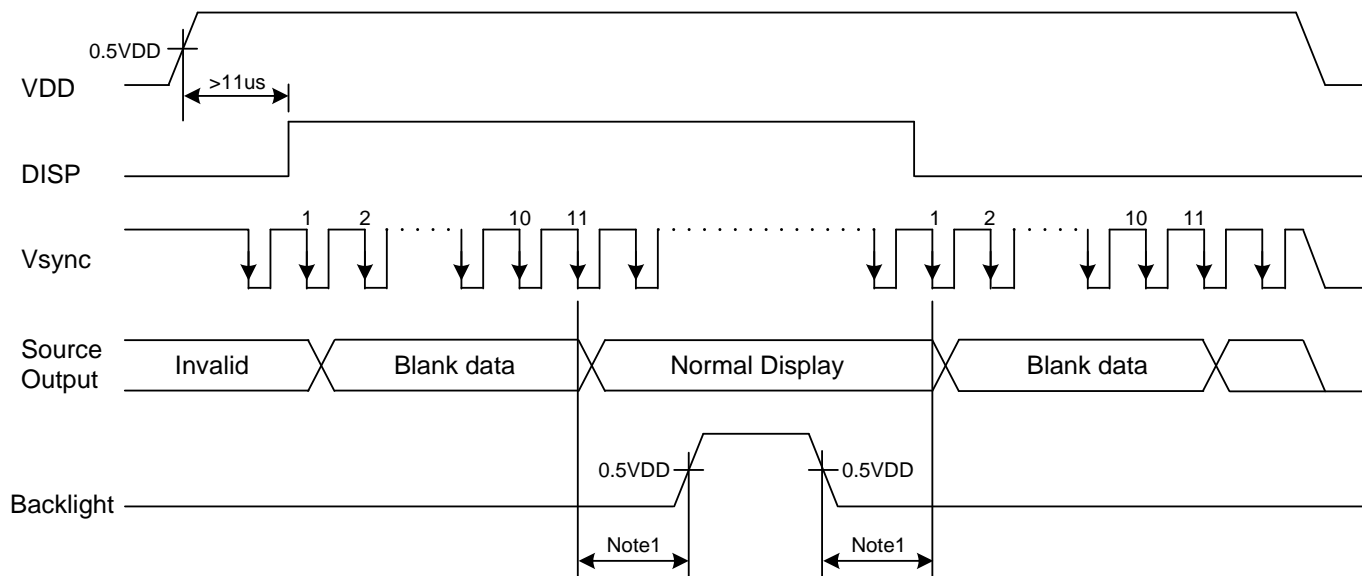 0.5VDD
VDD
>11us
DISP
1 2 10 11 1 2 10 11
Vsync
Source
Output
Invalid Blank data Normal Display Blank data
0.5VDD 0.5VDD
Backlight
Note1 Note1